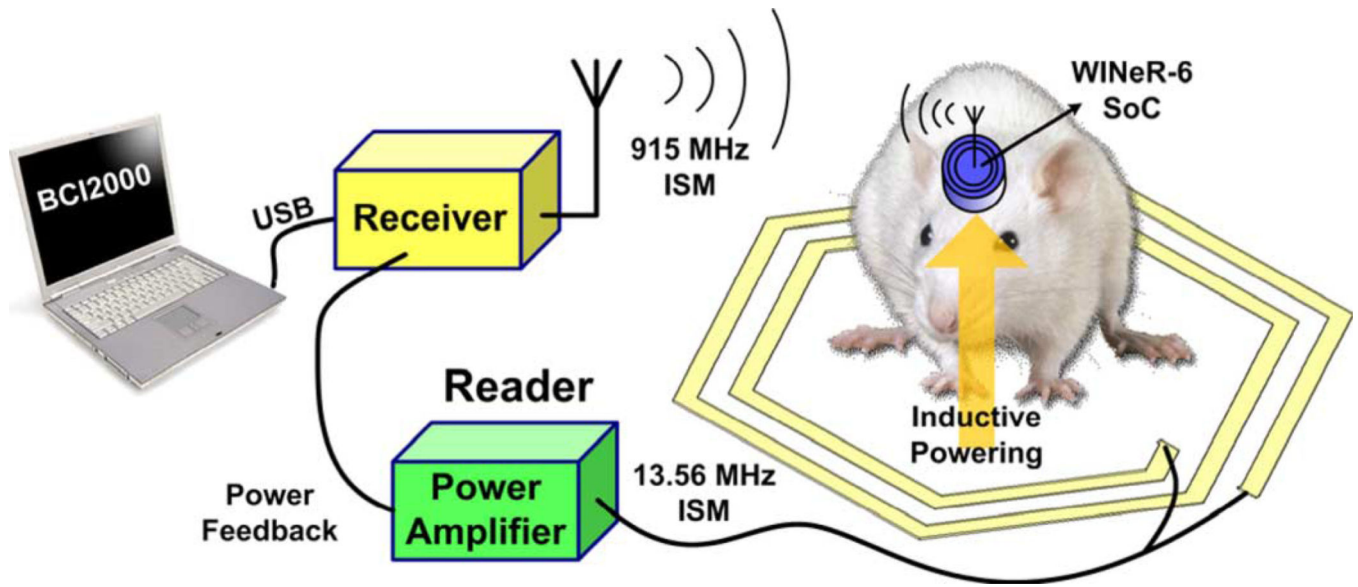 BCI2000
USB
Receiver
915 MHz
ISM
WINeR-6
SoC
Reader
Power
Feedback
Power
Amplifier
13.56 MHz
ISM
Inductive
Powering